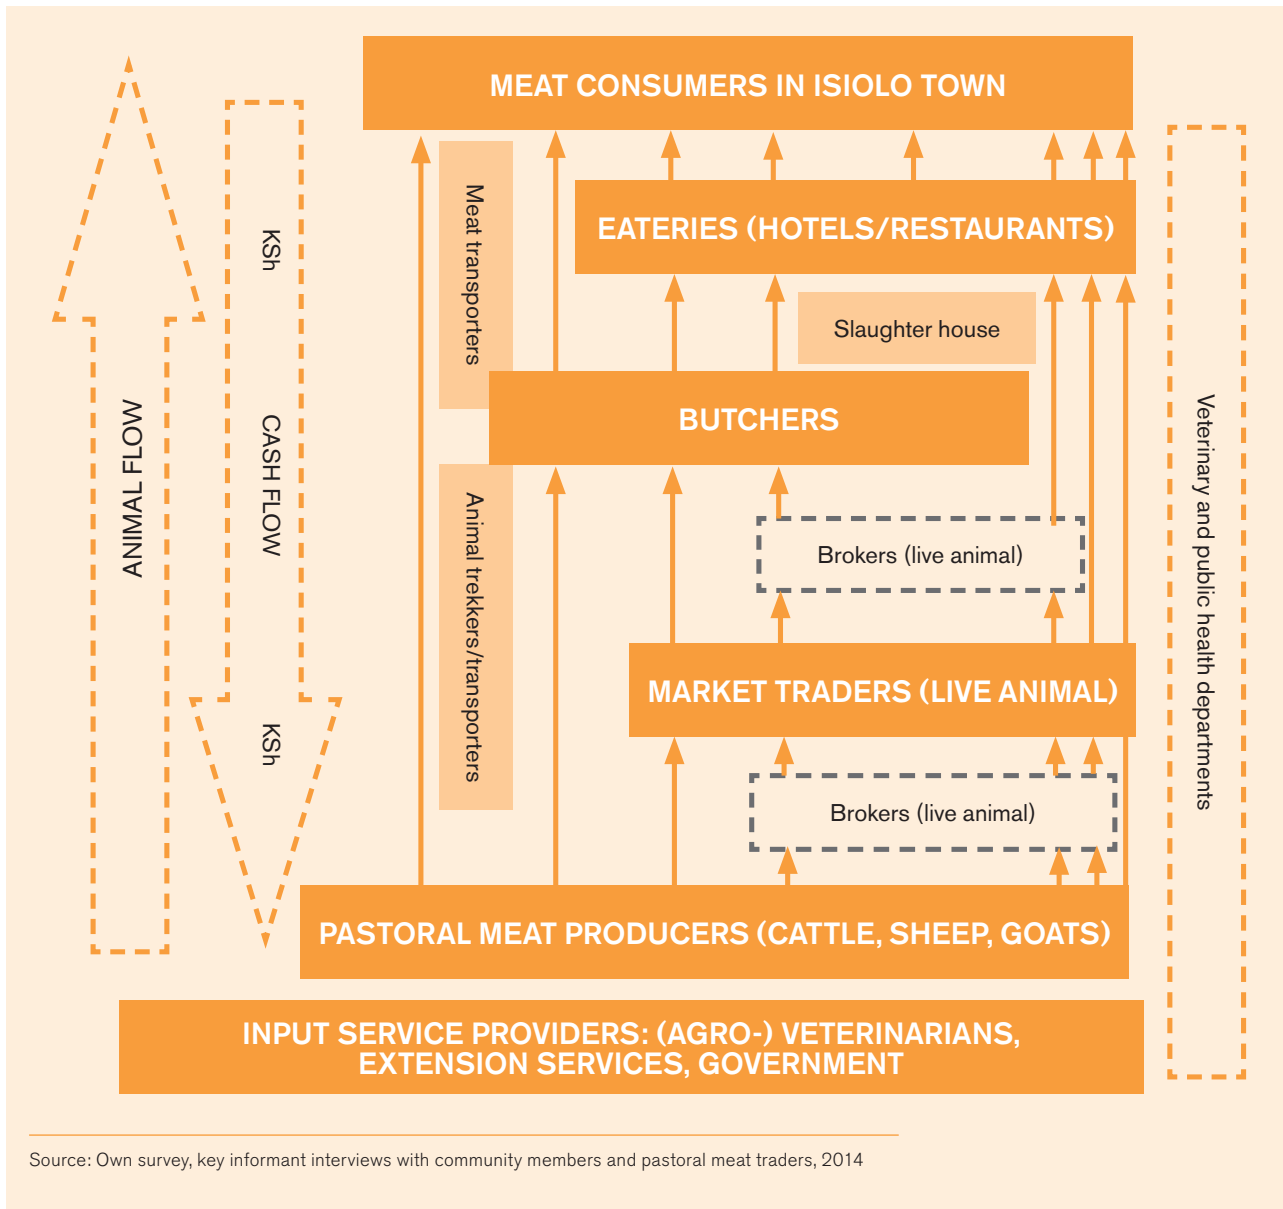 MEAT CONSUMERS IN ISIOLO TOWN
Meat transporters
EATERIES (HOTELS/RESTAURANTS)
KSh
Slaughter house
BUTCHERS
ANIMAL FLOW
CASH FLOW
Animal trekkers/transporters
Brokers (live animal)
Veterinary and public health departments
MARKET TRADERS (LIVE ANIMAL)
KSh
Brokers (live animal)
PASTORAL MEAT PRODUCERS (CATTLE, SHEEP, GOATS)
INPUT SERVICE PROVIDERS: (AGRO-) VETERINARIANS,
EXTENSION SERVICES, GOVERNMENT
Source: Own survey, key informant interviews with community members and pastoral meat traders, 2014